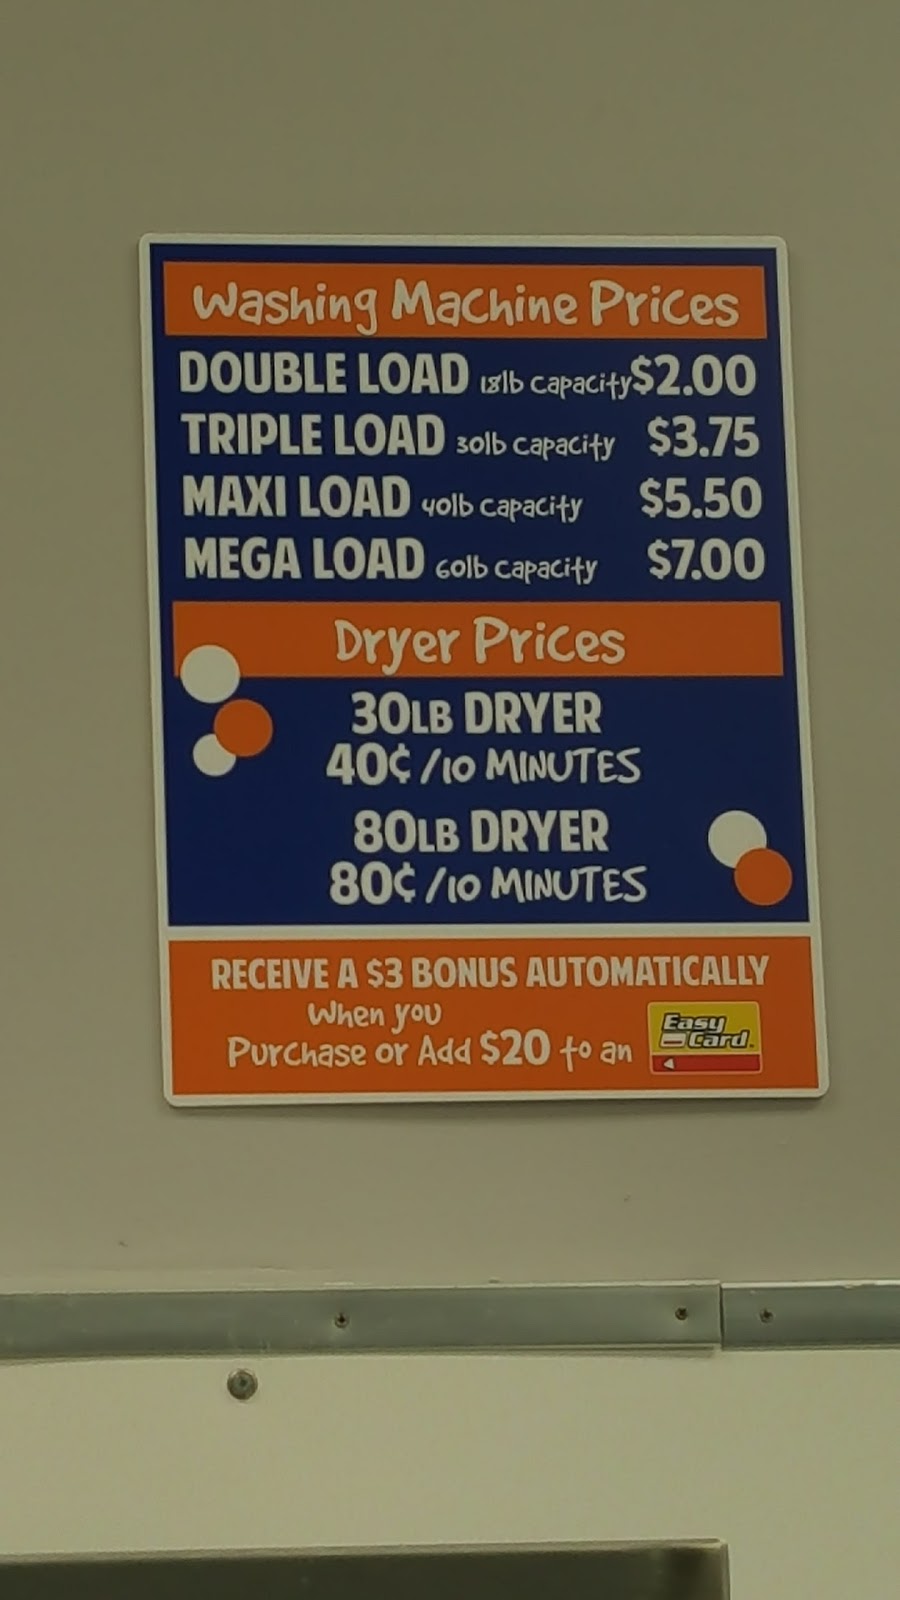 Washing Machine Prices
DOUBLE LOAD 18lb capacity $2.00
TRIPLE LOAD 30lb capacity $3.75
MAXI LOAD 40lb capacity $5.50
MEGA LOAD 60lb capacity $7.00
Dryer Prices
30LB DRYER
40¢ /10 MINUTES
80LB DRYER
80¢ /10 MINUTES
RECEIVE A $3 BONUS AUTOMATICALLY
When you
Purchase or Add $20 to an
Easy
Card